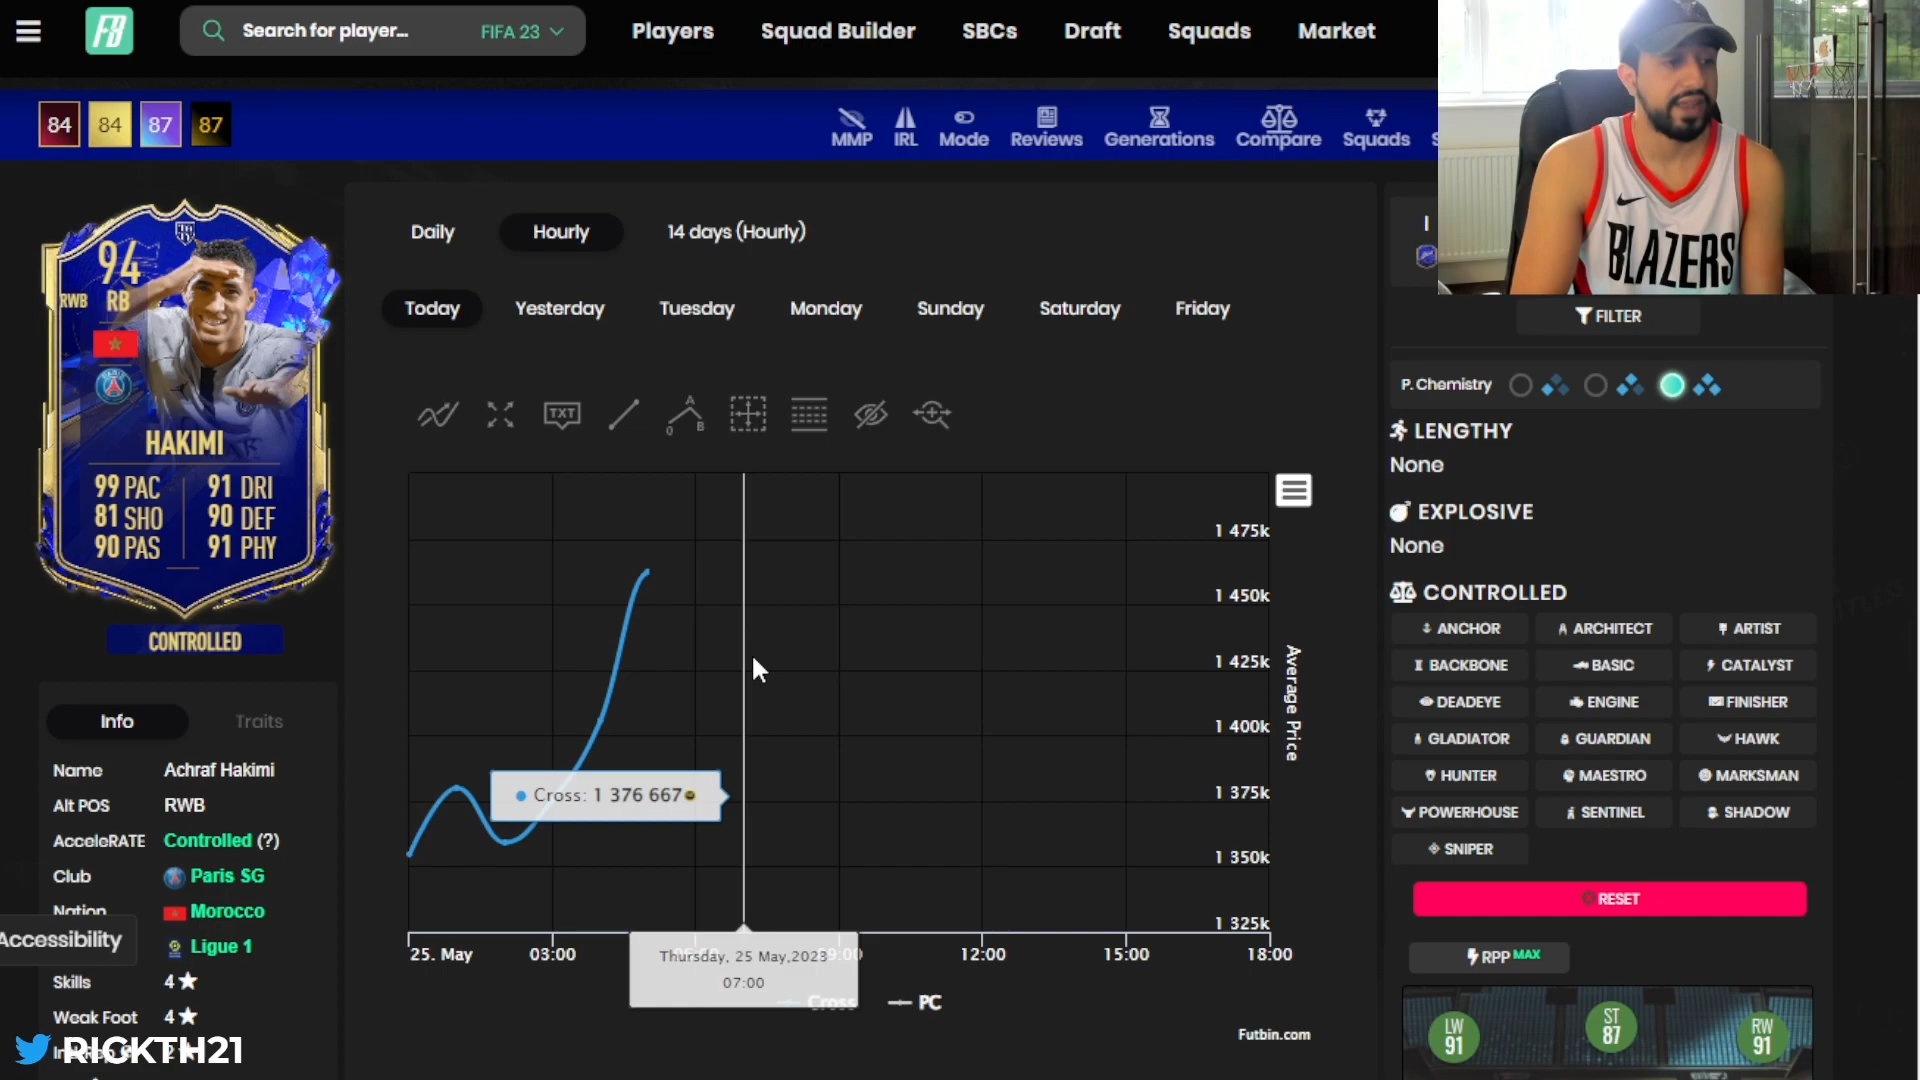 Search for player...
FIFA 23
Players
Squad Builder
SBCs
Draft
Squads
Market
84
84
87
87
MMP
IRL
Mode
Reviews
Generations
Compare
Squads
BLAZERS
94
RWB
RB
HAKIMI
99 PAC
91 DRI
81 SHO
90 DEF
90 PAS
91 PHY
CONTROLLED
Daily
Hourly
14 days (Hourly)
Today
Yesterday
Tuesday
Monday
Sunday
Saturday
Friday
TXT
A
0
B
1 475k
1 450k
1 425k
1 400k
1 375k
1 350k
1 325k
Average Price
Cross: 1 376 667
25. May
03:00
12:00
15:00
18:00
Thursday, 25 May,2023
07:00
Cross
PC
Futbin.com
Info
Traits
Name
Achraf Hakimi
Alt POS
RWB
AcceleRATE
Controlled (?)
Club
Paris SG
Nation
Morocco
Accessibility
Ligue 1
Skills
4
Weak Foot
4
RICKTH21
FILTER
P. Chemistry
LENGTHY
None
EXPLOSIVE
None
CONTROLLED
ANCHOR
ARCHITECT
ARTIST
BACKBONE
BASIC
CATALYST
DEADEYE
ENGINE
FINISHER
GLADIATOR
GUARDIAN
HAWK
HUNTER
MAESTRO
MARKSMAN
POWERHOUSE
SENTINEL
SHADOW
SNIPER
RESET
RPP MAX
LW
91
ST
87
RW
91